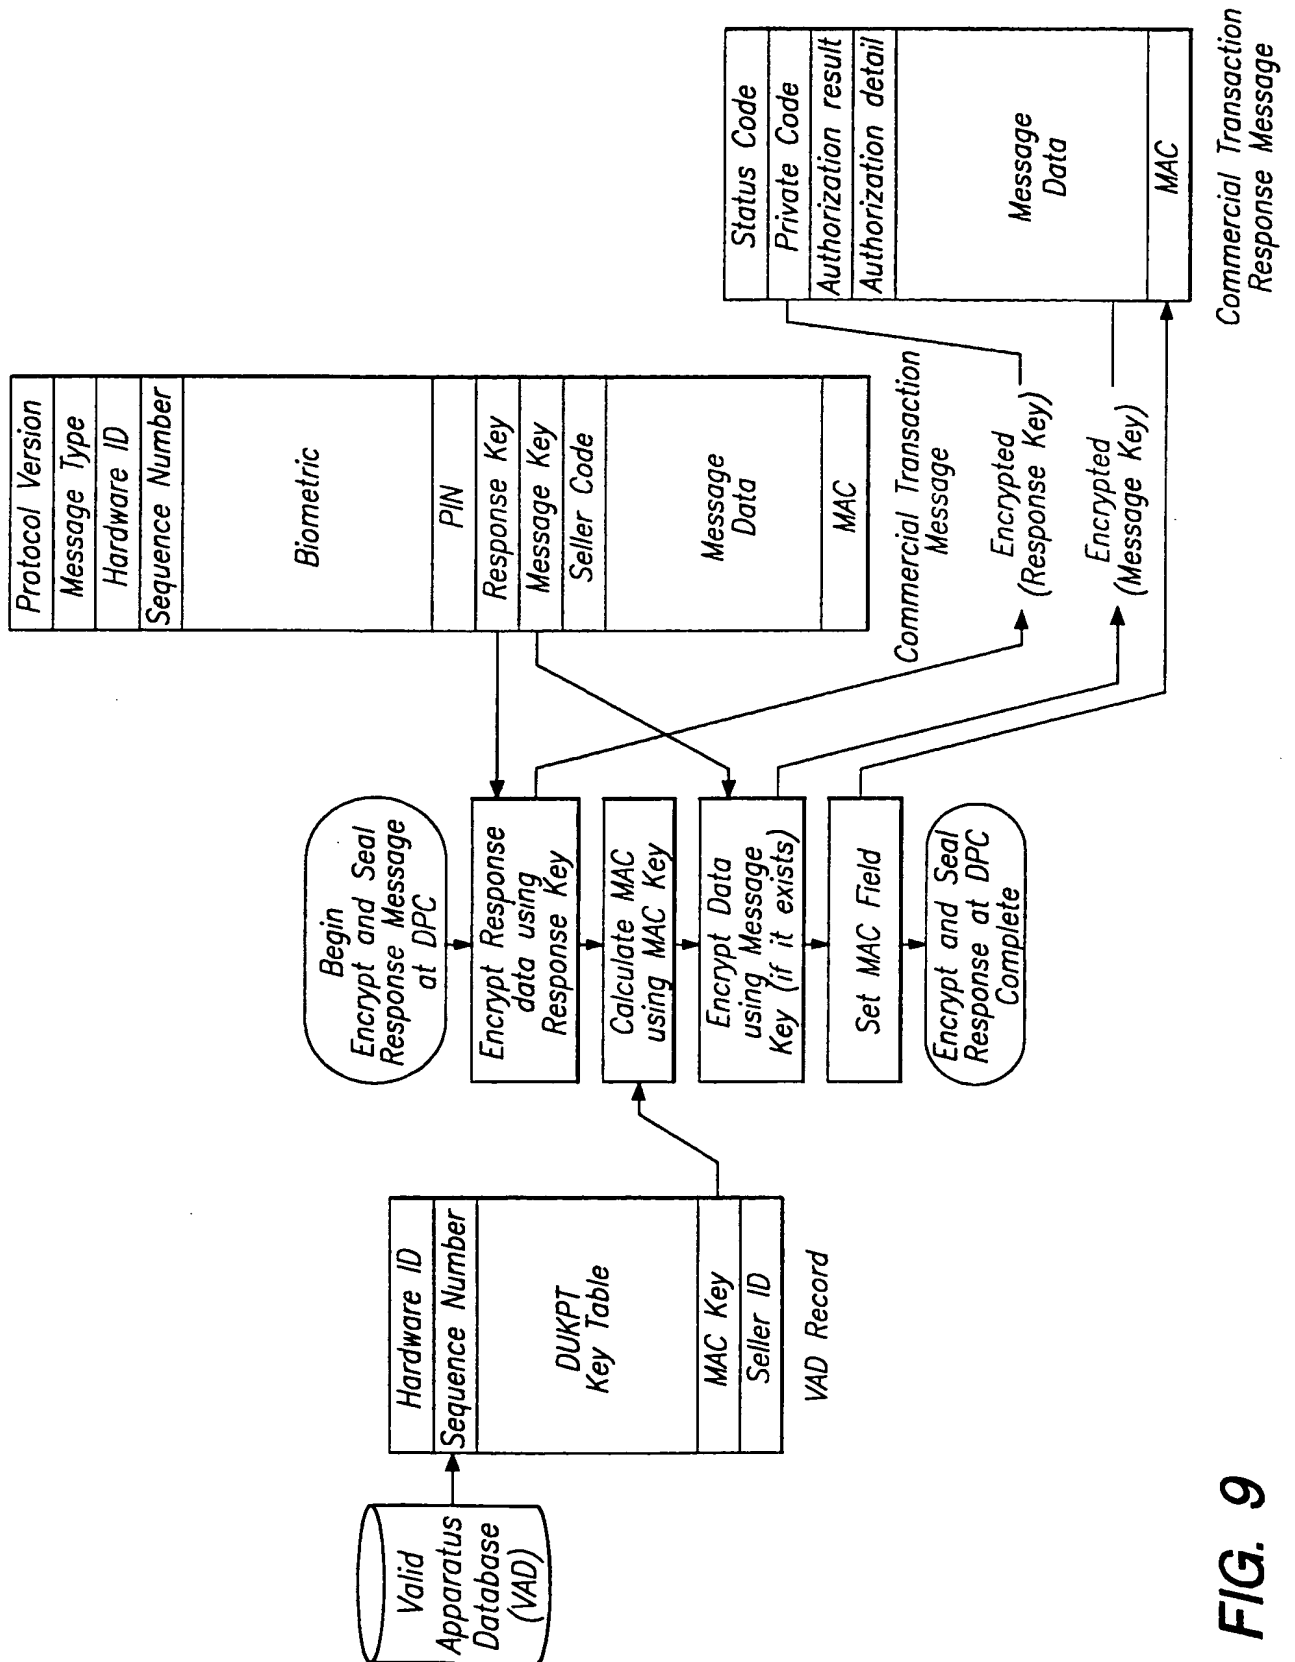 Valid
Apparatus
Database
(VAD)
Hardware ID
Sequence Number
DUKPT
Key Table
MAC Key
Seller ID
VAD Record
Begin
Encrypt and Seal
Response Message
at DPC
Encrypt Response
data using
Response Key
Calculate MAC
using MAC Key
Encrypt Data
using Message
Key (if it exists)
Set MAC Field
Encrypt and Seal
Response at DPC
Complete
Protocol Version
Message Type
Hardware ID
Sequence Number
Biometric
PIN
Response Key
Message Key
Seller Code
Message
Data
MAC
Commercial Transaction
Message
Encrypted
(Response Key)
Encrypted
(Message Key)
Status Code
Private Code
Authorization result
Authorization detail
Message
Data
MAC
Commercial Transaction
Response Message
FIG. 9